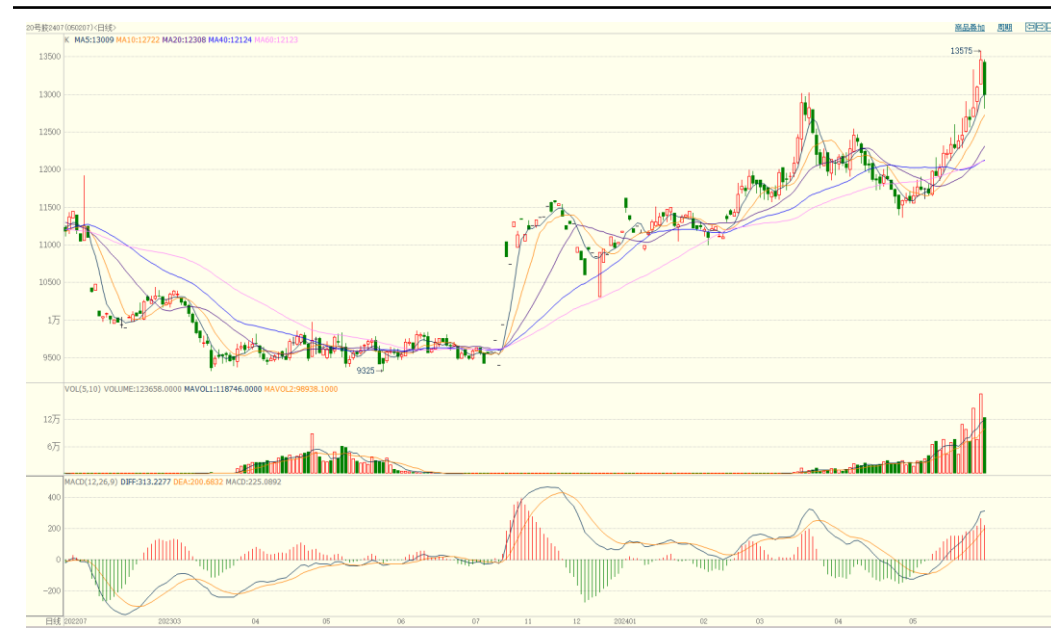 20号胶2407(050207)<日线> 商品叠加 周期
K MA5:13009 MA10:12722 MA20:12308 MA40:12124 MA60:12123
13575
13500
13000
12500
12000
11500
11000
10500
1万
9500
9325
VOL(5,10) VOLUME:123658.0000 MAVOL1:118746.0000 MAVOL2:98938.1000
12万
6万
MACD(12,26,9) DIFF:313.2277 DEA:200.6832 MACD:225.0892
400
200
0
-200
日线 202207 202303 04 05 06 07 11 12 202401 02 03 04 05